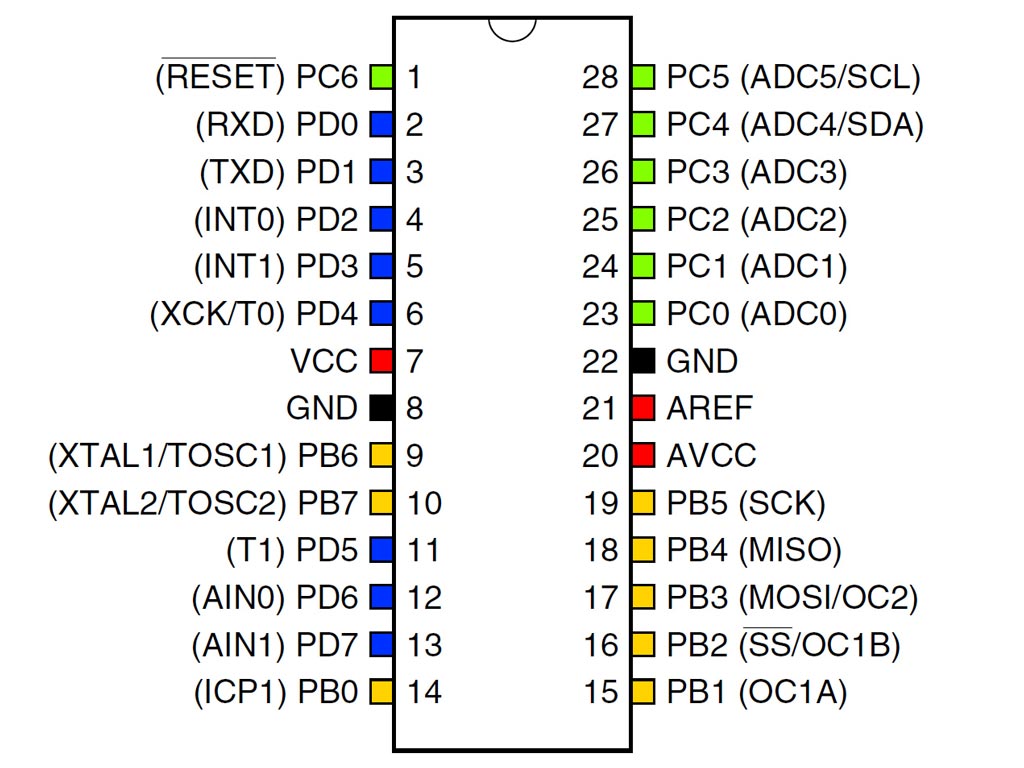 (RESET) PC6 1 28 PC5 (ADC5/SCL)
(RXD) PD0 2 27 PC4 (ADC4/SDA)
(TXD) PD1 3 26 PC3 (ADC3)
(INT0) PD2 4 25 PC2 (ADC2)
(INT1) PD3 5 24 PC1 (ADC1)
(XCK/T0) PD4 6 23 PC0 (ADC0)
VCC 7 22 GND
GND 8 21 AREF
(XTAL1/TOSC1) PB6 9 20 AVCC
(XTAL2/TOSC2) PB7 10 19 PB5 (SCK)
(T1) PD5 11 18 PB4 (MISO)
(AIN0) PD6 12 17 PB3 (MOSI/OC2)
(AIN1) PD7 13 16 PB2 (SS/OC1B)
(ICP1) PB0 14 15 PB1 (OC1A)